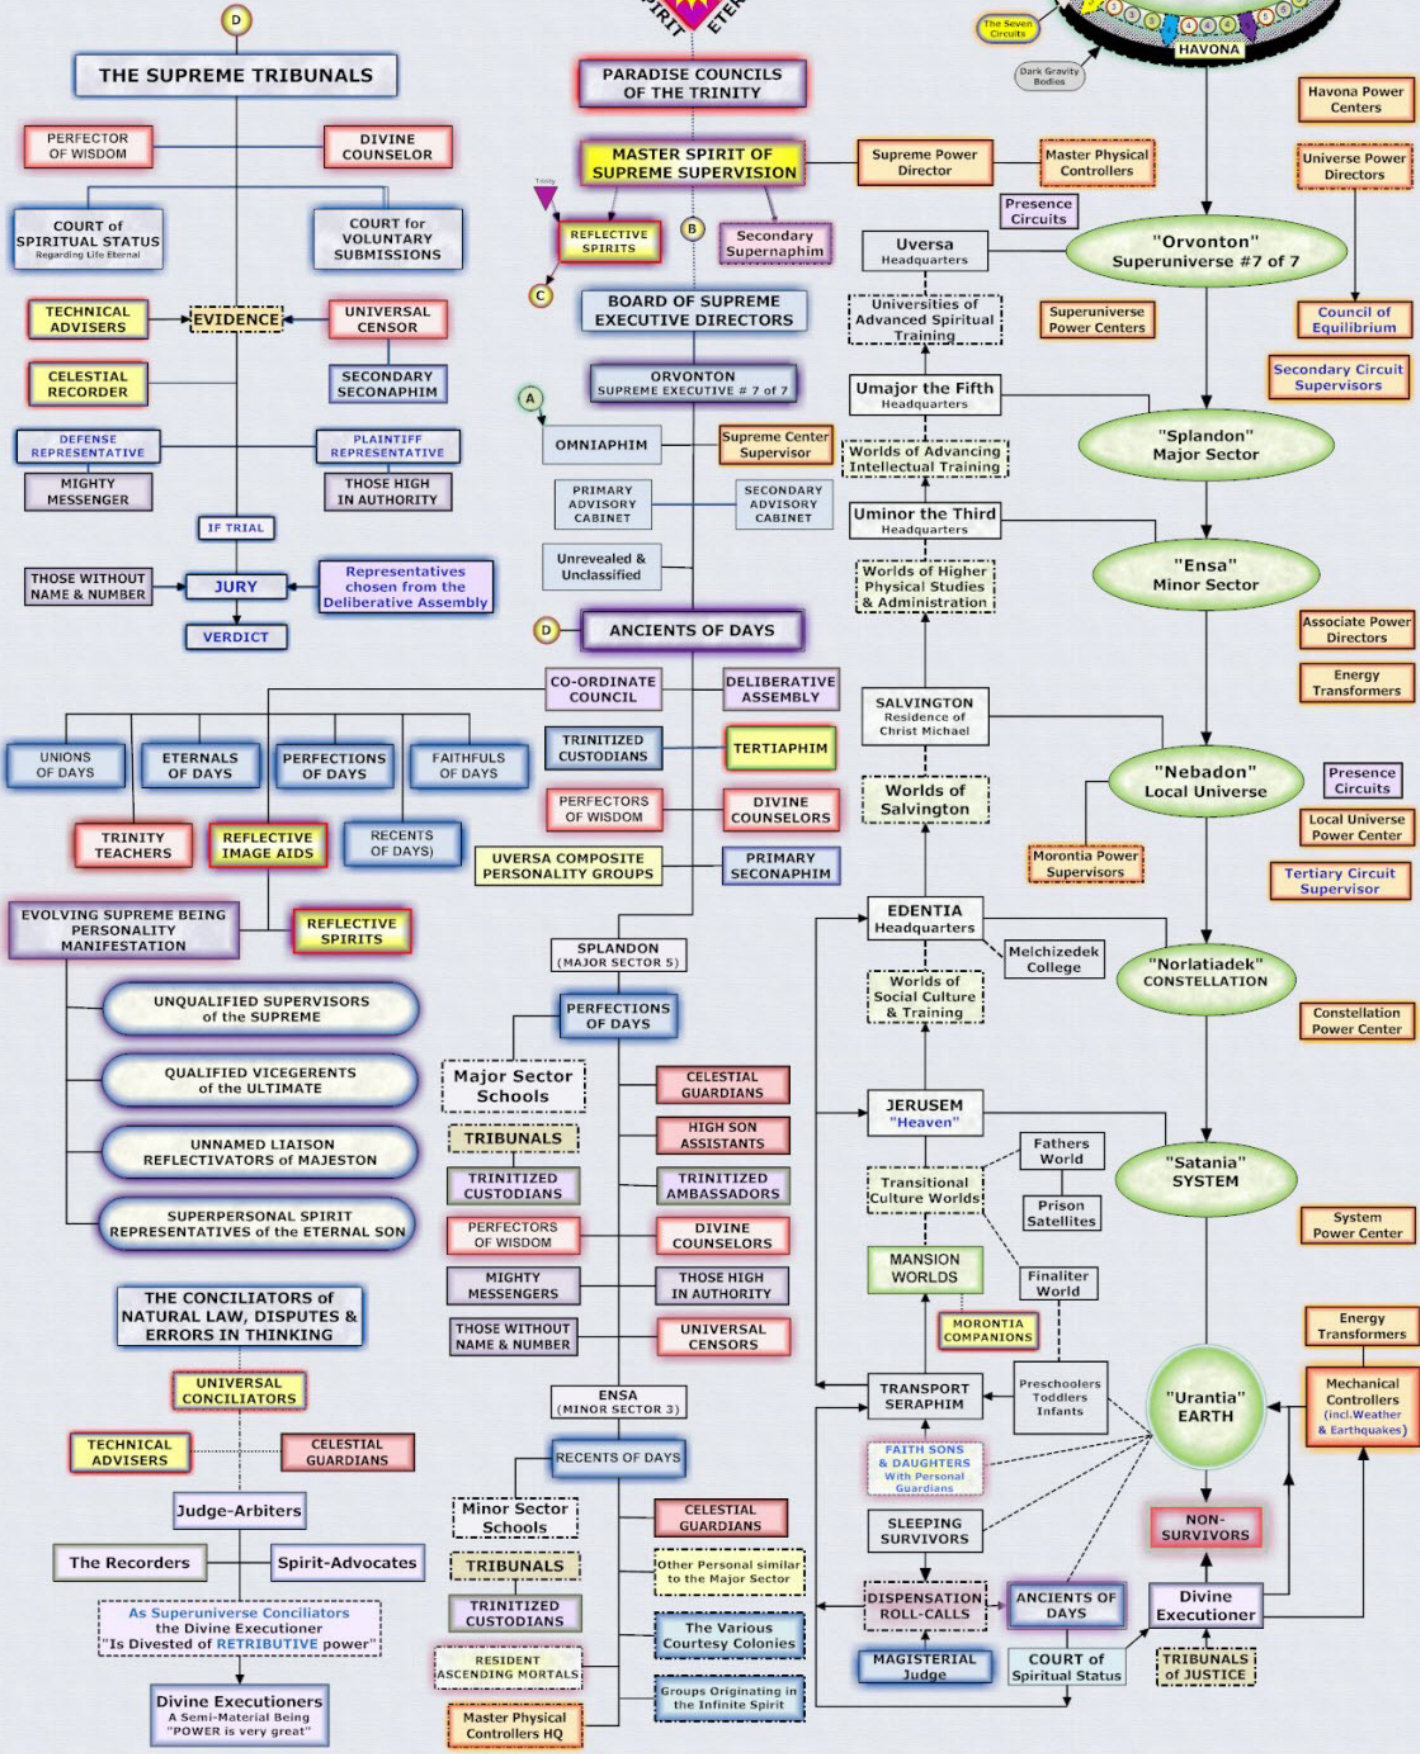 D
THE SUPREME TRIBUNALS
PERFECTOR
OF WISDOM
DIVINE
COUNSELOR
COURT of
SPIRITUAL STATUS
Regarding Life Eternal
COURT for
VOLUNTARY
SUBMISSIONS
TECHNICAL
ADVISERS
EVIDENCE
UNIVERSAL
CENSOR
CELESTIAL
RECORDER
SECONDARY
SECONAPHIM
DEFENSE
REPRESENTATIVE
PLAINTIFF
REPRESENTATIVE
MIGHTY
MESSENGER
THOSE HIGH
IN AUTHORITY
IF TRIAL
THOSE WITHOUT
NAME & NUMBER
JURY
Representatives
chosen from the
Deliberative Assembly
VERDICT
SPIRIT
ETER
PARADISE COUNCILS
OF THE TRINITY
MASTER SPIRIT OF
SUPREME SUPERVISION
Supreme Power
Director
Master Physical
Controllers
Trinity
REFLECTIVE
SPIRITS
B
Secondary
Supernaphim
C
BOARD OF SUPREME
EXECUTIVE DIRECTORS
ORVONTON
SUPREME EXECUTIVE # 7 of 7
A
OMNIAPHIM
Supreme Center
Supervisor
PRIMARY
ADVISORY
CABINET
SECONDARY
ADVISORY
CABINET
Unrevealed &
Unclassified
D
ANCIENTS OF DAYS
CO-ORDINATE
COUNCIL
DELIBERATIVE
ASSEMBLY
TRINITIZED
CUSTODIANS
TERTIAPHIM
PERFECTORS
OF WISDOM
DIVINE
COUNSELORS
UVERSA COMPOSITE
PERSONALITY GROUPS
PRIMARY
SECONAPHIM
UNIONS
OF DAYS
ETERNALS
OF DAYS
PERFECTIONS
OF DAYS
FAITHFULS
OF DAYS
TRINITY
TEACHERS
REFLECTIVE
IMAGE AIDS
RECENTS
OF DAYS)
EVOLVING SUPREME BEING
PERSONALITY
MANIFESTATION
REFLECTIVE
SPIRITS
UNQUALIFIED SUPERVISORS
of the SUPREME
QUALIFIED VICEGERENTS
of the ULTIMATE
UNNAMED LIAISON
REFLECTIVATORS of MAJESTON
SUPERPERSONAL SPIRIT
REPRESENTATIVES of the ETERNAL SON
THE CONCILIATORS of
NATURAL LAW, DISPUTES &
ERRORS IN THINKING
UNIVERSAL
CONCILIATORS
TECHNICAL
ADVISERS
CELESTIAL
GUARDIANS
Judge-Arbiters
The Recorders
Spirit-Advocates
As Superuniverse Conciliators
the Divine Executioner
"Is Divested of RETRIBUTIVE power"
Divine Executioners
A Semi-Material Being
"POWER is very great"
SPLANDON
(MAJOR SECTOR 5)
PERFECTIONS
OF DAYS
Major Sector
Schools
CELESTIAL
GUARDIANS
TRIBUNALS
HIGH SON
ASSISTANTS
TRINITIZED
CUSTODIANS
TRINITIZED
AMBASSADORS
PERFECTORS
OF WISDOM
DIVINE
COUNSELORS
MIGHTY
MESSENGERS
THOSE HIGH
IN AUTHORITY
THOSE WITHOUT
NAME & NUMBER
UNIVERSAL
CENSORS
ENSA
(MINOR SECTOR 3)
RECENTS OF DAYS
Minor Sector
Schools
CELESTIAL
GUARDIANS
TRIBUNALS
Other Personal similar
to the Major Sector
TRINITIZED
CUSTODIANS
The Various
Courtesy Colonies
RESIDENT
ASCENDING MORTALS
Groups Originating in
the Infinite Spirit
Master Physical
Controllers HQ
The Seven
Circuits
HAVONA
Dark Gravity
Bodies
Havona Power
Centers
Universe Power
Directors
Presence
Circuits
Uversa
Headquarters
"Orvonton"
Superuniverse #7 of 7
Universities of
Advanced Spiritual
Training
Superuniverse
Power Centers
Council of
Equilibrium
Secondary Circuit
Supervisors
Umajor the Fifth
Headquarters
"Splandon"
Major Sector
Worlds of Advancing
Intellectual Training
Uminor the Third
Headquarters
"Ensa"
Minor Sector
Worlds of Higher
Physical Studies
& Administration
Associate Power
Directors
Energy
Transformers
SALVINGTON
Residence of
Christ Michael
"Nebadon"
Local Universe
Presence
Circuits
Worlds of
Salvington
Local Universe
Power Center
Morontia Power
Supervisors
Tertiary Circuit
Supervisor
EDENTIA
Headquarters
Melchizedek
College
"Norlatiadek"
CONSTELLATION
Worlds of
Social Culture
& Training
Constellation
Power Center
JERUSEM
"Heaven"
Fathers
World
"Satania"
SYSTEM
Transitional
Culture Worlds
Prison
Satellites
System
Power Center
MANSION
WORLDS
Finaliter
World
MORONTIA
COMPANIONS
Energy
Transformers
TRANSPORT
SERAPHIM
Preschoolers
Toddlers
Infants
"Urantia"
EARTH
Mechanical
Controllers
(incl.Weather
& Earthquakes)
FAITH SONS
& DAUGHTERS
With Personal
Guardians
SLEEPING
SURVIVORS
NON-
SURVIVORS
DISPENSATION
ROLL-CALLS
ANCIENTS OF
DAYS
Divine
Executioner
MAGISTERIAL
Judge
COURT of
Spiritual Status
TRIBUNALS
of JUSTICE